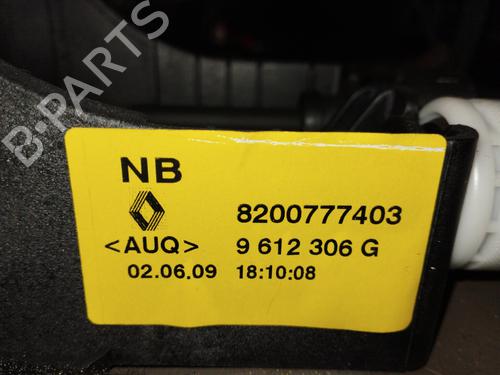 B-PARTS
NB
8200777403
<AUQ> 9 612 306 G
02.06.09 18:10:08